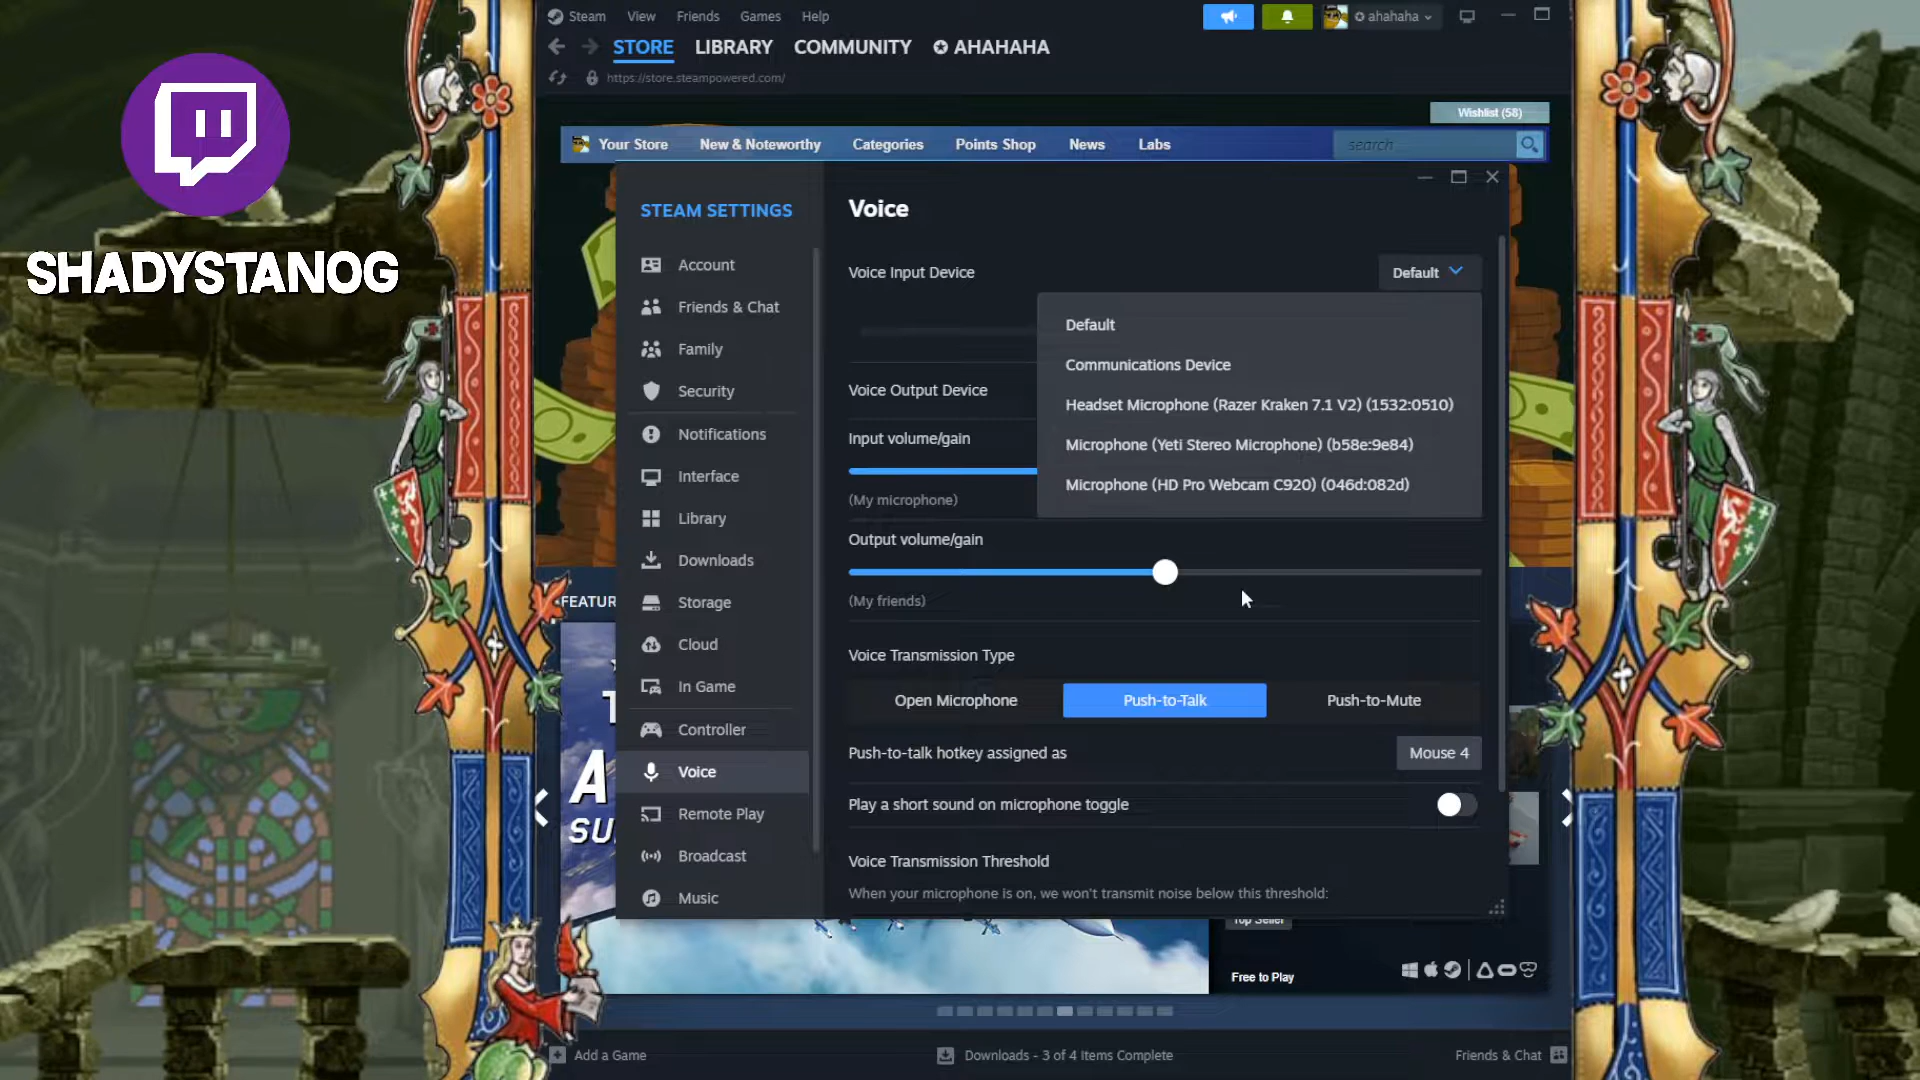 SHADYSTANOG
Steam View Friends Games Help
ahahaha
STORE LIBRARY COMMUNITY AHAHAHA
https://store.steampowered.com/
Wishlist (58)
Your Store New & Noteworthy Categories Points Shop News Labs
search
STEAM SETTINGS
Account
Friends & Chat
Family
Security
Notifications
Interface
Library
Downloads
Storage
Cloud
In Game
Controller
Voice
Remote Play
Broadcast
Music
Voice
Voice Input Device
Default
Default
Communications Device
Headset Microphone (Razer Kraken 7.1 V2) (1532:0510)
Microphone (Yeti Stereo Microphone) (b58e:9e84)
Microphone (HD Pro Webcam C920) (046d:082d)
Voice Output Device
Input volume/gain
(My microphone)
Output volume/gain
(My friends)
Voice Transmission Type
Open Microphone Push-to-Talk Push-to-Mute
Push-to-talk hotkey assigned as
Mouse 4
Play a short sound on microphone toggle
Voice Transmission Threshold
When your microphone is on, we won't transmit noise below this threshold:
FEATUR
T
A
SU
Top Seller
Free to Play
Add a Game
Downloads - 3 of 4 Items Complete
Friends & Chat